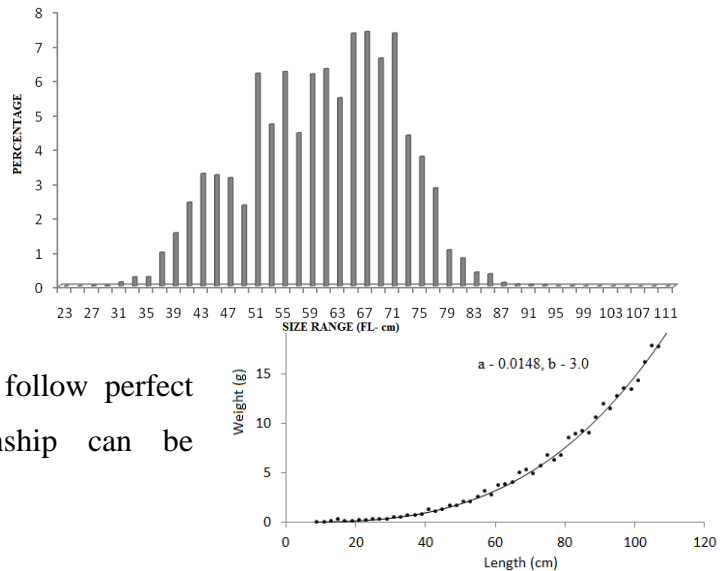 8
7
6
5
4
3
2
1
0
PERCENTAGE
23 27 31 35 39 43 47 51 55 59 63 67 71 75 79 83 87 91 95 99 103 107 111
SIZE RANGE (FL- cm)
follow perfect
nship can be
a - 0.0148, b - 3.0
Weight (g)
15
10
5
0
0 20 40 60 80 100 120
Length (cm)